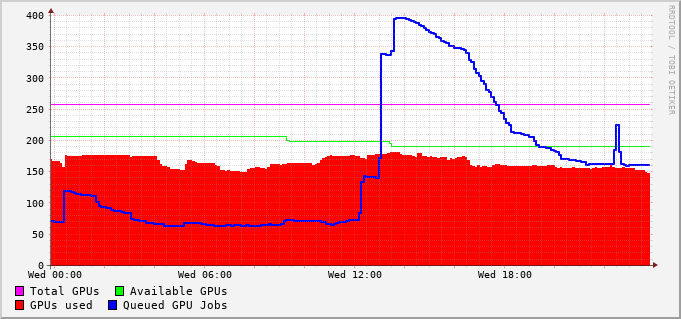 400
350
300
250
200
150
100
50
0
Wed 00:00 Wed 06:00 Wed 12:00 Wed 18:00
Total GPUs Available GPUs
GPUs used Queued GPU Jobs
RRDTOOL / TOBI OETIKER